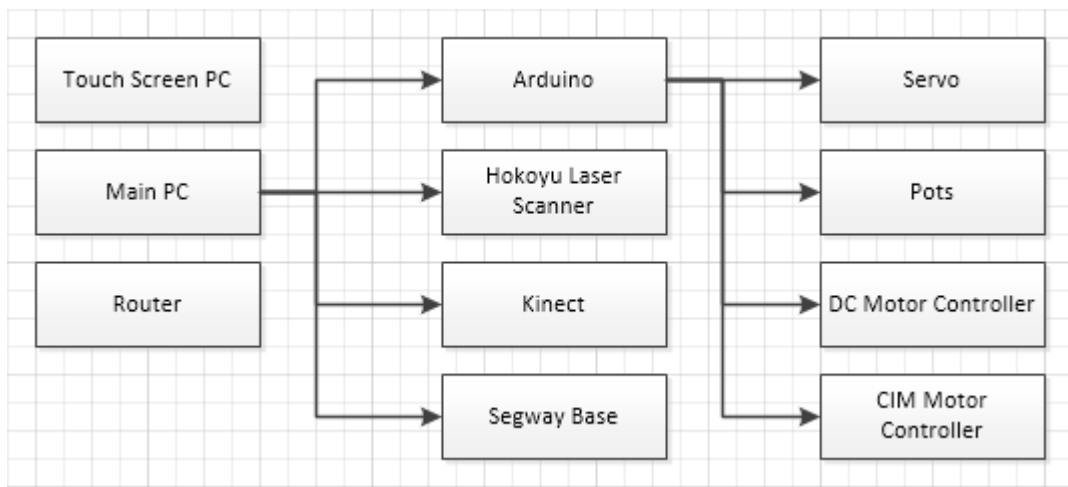 Touch Screen PC
Main PC
Router
Arduino
Hokoyu Laser
Scanner
Kinect
Segway Base
Servo
Pots
DC Motor Controller
CIM Motor
Controller